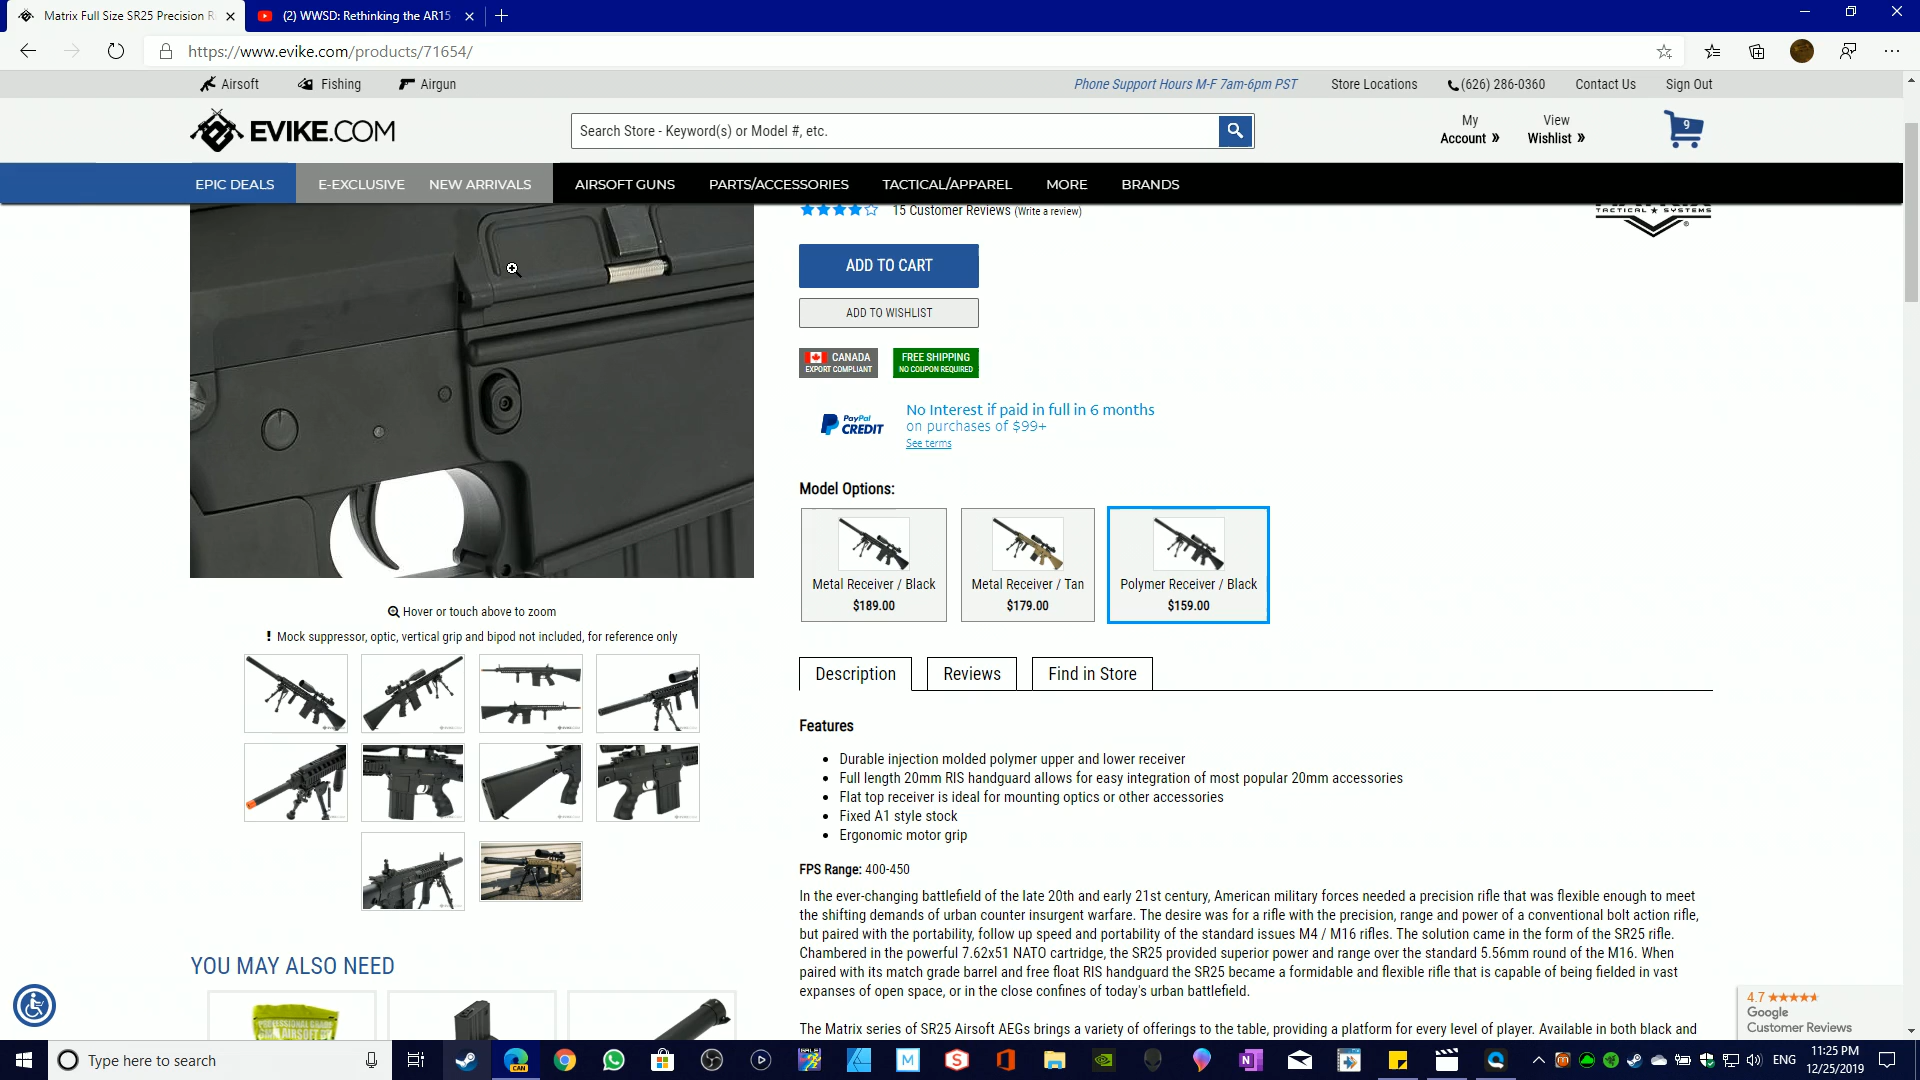 Matrix Full Size SR25 Precision R
(2) WWSD: Rethinking the AR15
https://www.evike.com/products/71654/
Airsoft
Fishing
Airgun
Phone Support Hours M-F 7am-6pm PST
Store Locations
(626) 286-0360
Contact Us
Sign Out
EVIKE.COM
Search Store - Keyword(s) or Model #, etc.
My
Account »
View
Wishlist »
9
EPIC DEALS
E-EXCLUSIVE
NEW ARRIVALS
AIRSOFT GUNS
PARTS/ACCESSORIES
TACTICAL/APPAREL
MORE
BRANDS
15 Customer Reviews (Write a review)
TACTICAL ★ SYSTEMS
ADD TO CART
ADD TO WISHLIST
CANADA
EXPORT COMPLIANT
FREE SHIPPING
NO COUPON REQUIRED
PayPal
CREDIT
No Interest if paid in full in 6 months
on purchases of $99+
See terms
Model Options:
Metal Receiver / Black
$189.00
Metal Receiver / Tan
$179.00
Polymer Receiver / Black
$159.00
Hover or touch above to zoom
! Mock suppressor, optic, vertical grip and bipod not included, for reference only
Description
Reviews
Find in Store
Features
• Durable injection molded polymer upper and lower receiver
• Full length 20mm RIS handguard allows for easy integration of most popular 20mm accessories
• Flat top receiver is ideal for mounting optics or other accessories
• Fixed A1 style stock
• Ergonomic motor grip
FPS Range: 400-450
In the ever-changing battlefield of the late 20th and early 21st century, American military forces needed a precision rifle that was flexible enough to meet
the shifting demands of urban counter insurgent warfare. The desire was for a rifle with the precision, range and power of a conventional bolt action rifle,
but paired with the portability, follow up speed and portability of the standard issues M4 / M16 rifles. The solution came in the form of the SR25 rifle.
Chambered in the powerful 7.62x51 NATO cartridge, the SR25 provided superior power and range over the standard 5.56mm round of the M16. When
paired with its match grade barrel and free float RIS handguard the SR25 became a formidable and flexible rifle that is capable of being fielded in vast
expanses of open space, or in the close confines of today's urban battlefield.
The Matrix series of SR25 Airsoft AEGs brings a variety of offerings to the table, providing a platform for every level of player. Available in both black and
YOU MAY ALSO NEED
PROFESSIONAL GRADE
4.7
Google
Customer Reviews
Type here to search
CAN
ENG
11:25 PM
12/25/2019